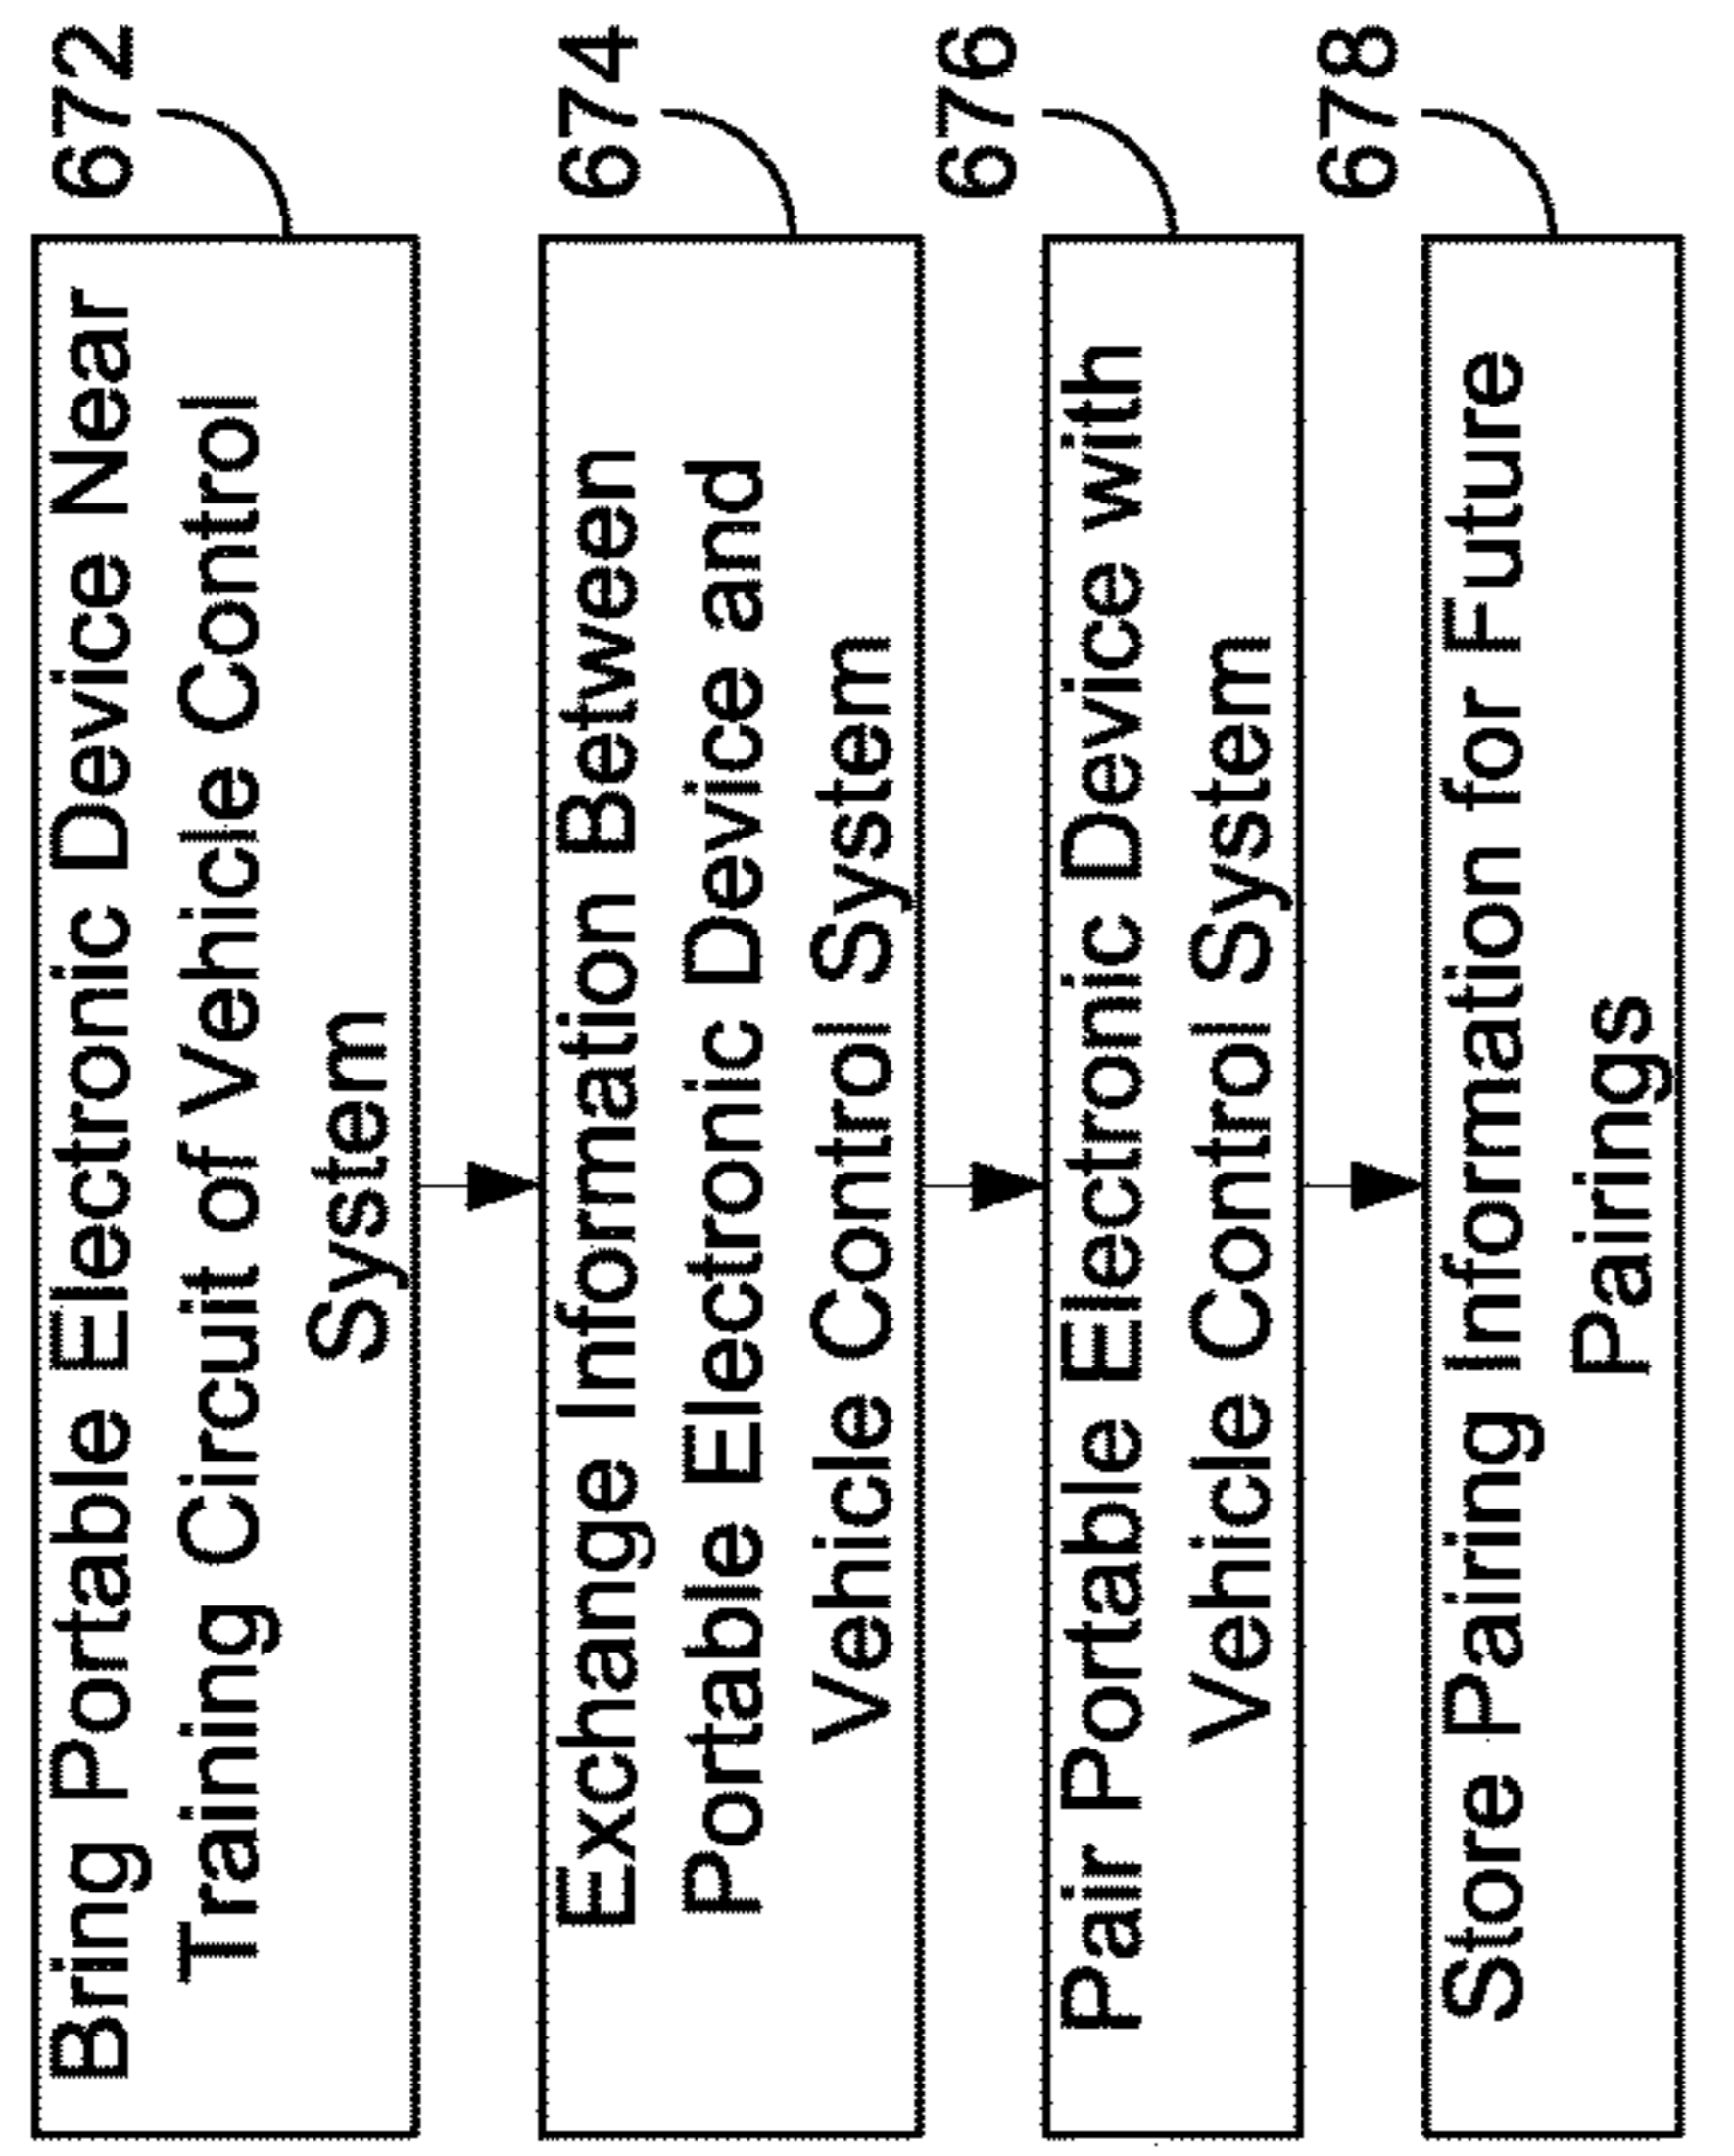 Bring Portable Electronic Device Near
Training Circuit of Vehicle Control
System
672
Exchange Information Between
Portable Electronic Device and
Vehicle Control System
674
Pair Portable Electronic Device with
Vehicle Control System
676
Store Pairing Information for Future
Pairings
678